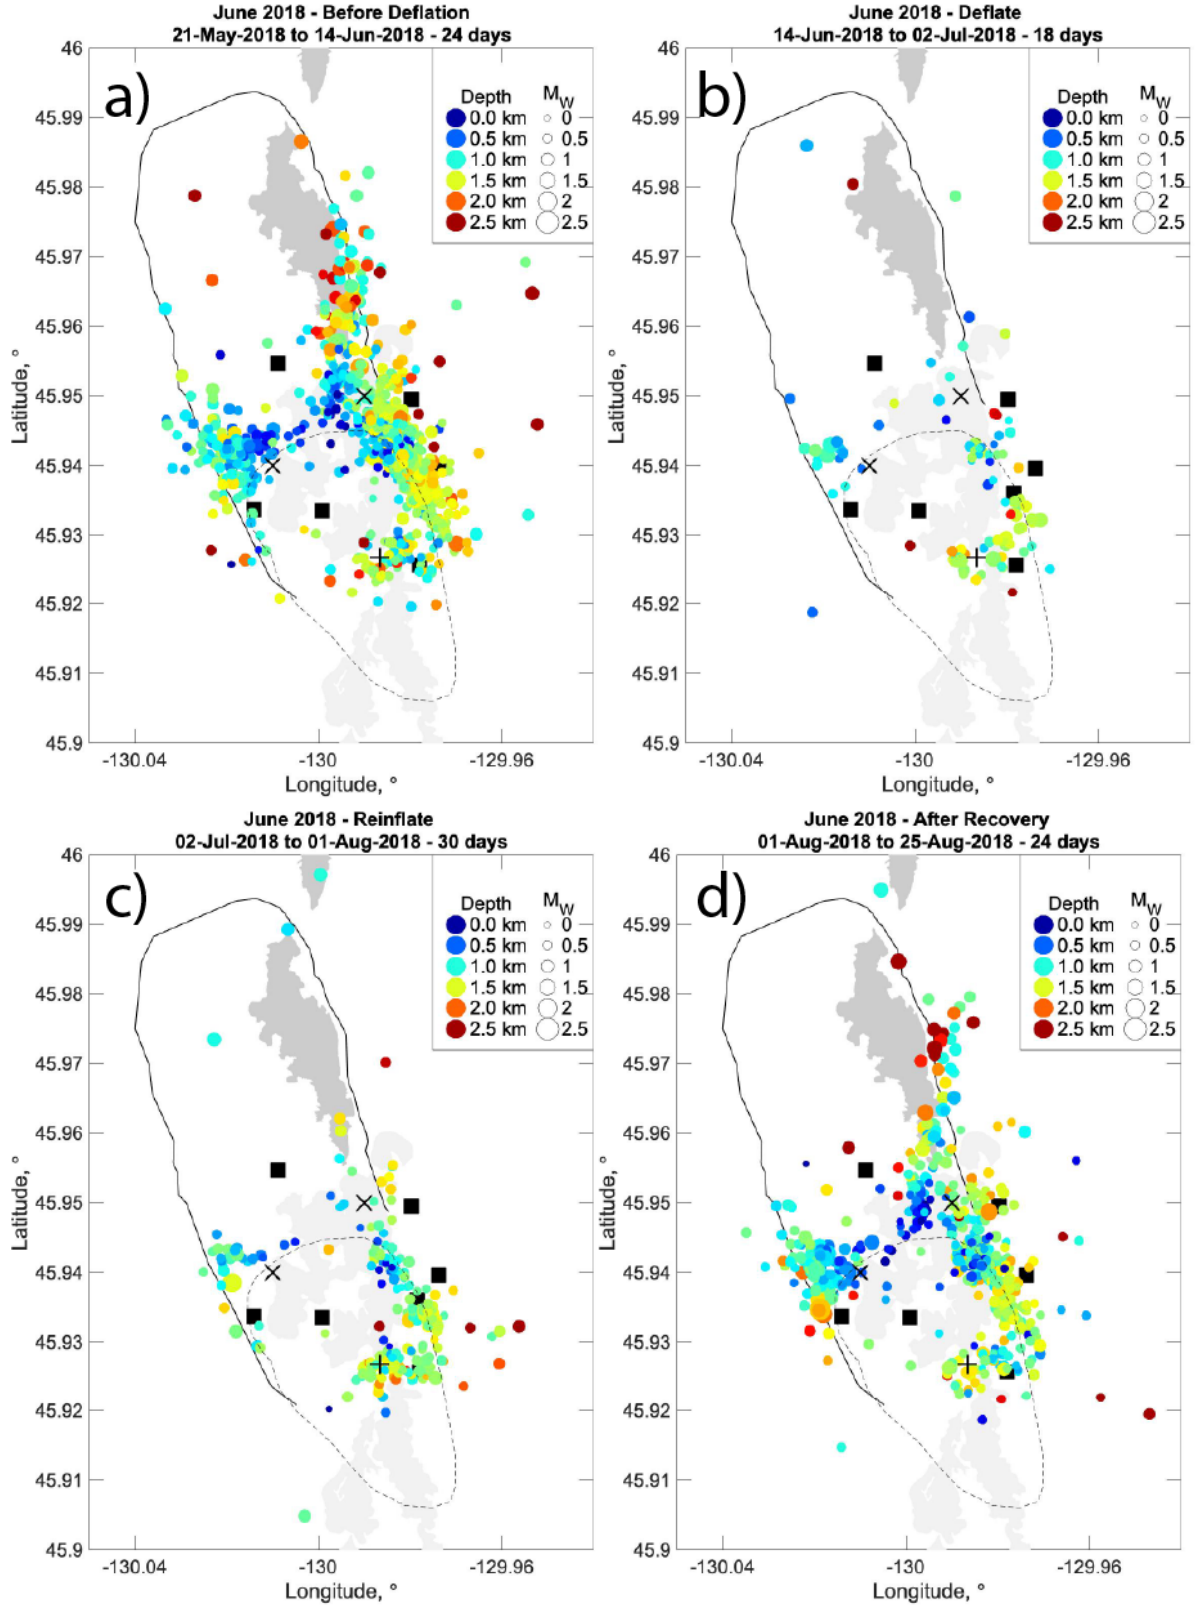 June 2018 - Before Deflation
21-May-2018 to 14-Jun-2018 - 24 days
a)
Depth MW
0.0 km 0
0.5 km 0.5
1.0 km 1
1.5 km 1.5
2.0 km 2
2.5 km 2.5
46
45.99
45.98
45.97
45.96
45.95
45.94
45.93
45.92
45.91
45.9
Latitude, °
-130.04 -130 -129.96
Longitude, °
June 2018 - Deflate
14-Jun-2018 to 02-Jul-2018 - 18 days
b)
Depth MW
0.0 km 0
0.5 km 0.5
1.0 km 1
1.5 km 1.5
2.0 km 2
2.5 km 2.5
46
45.99
45.98
45.97
45.96
45.95
45.94
45.93
45.92
45.91
45.9
Latitude, °
-130.04 -130 -129.96
Longitude, °
June 2018 - Reinflate
02-Jul-2018 to 01-Aug-2018 - 30 days
c)
Depth MW
0.0 km 0
0.5 km 0.5
1.0 km 1
1.5 km 1.5
2.0 km 2
2.5 km 2.5
46
45.99
45.98
45.97
45.96
45.95
45.94
45.93
45.92
45.91
45.9
Latitude, °
-130.04 -130 -129.96
Longitude, °
June 2018 - After Recovery
01-Aug-2018 to 25-Aug-2018 - 24 days
d)
Depth MW
0.0 km 0
0.5 km 0.5
1.0 km 1
1.5 km 1.5
2.0 km 2
2.5 km 2.5
46
45.99
45.98
45.97
45.96
45.95
45.94
45.93
45.92
45.91
45.9
Latitude, °
-130.04 -130 -129.96
Longitude, °